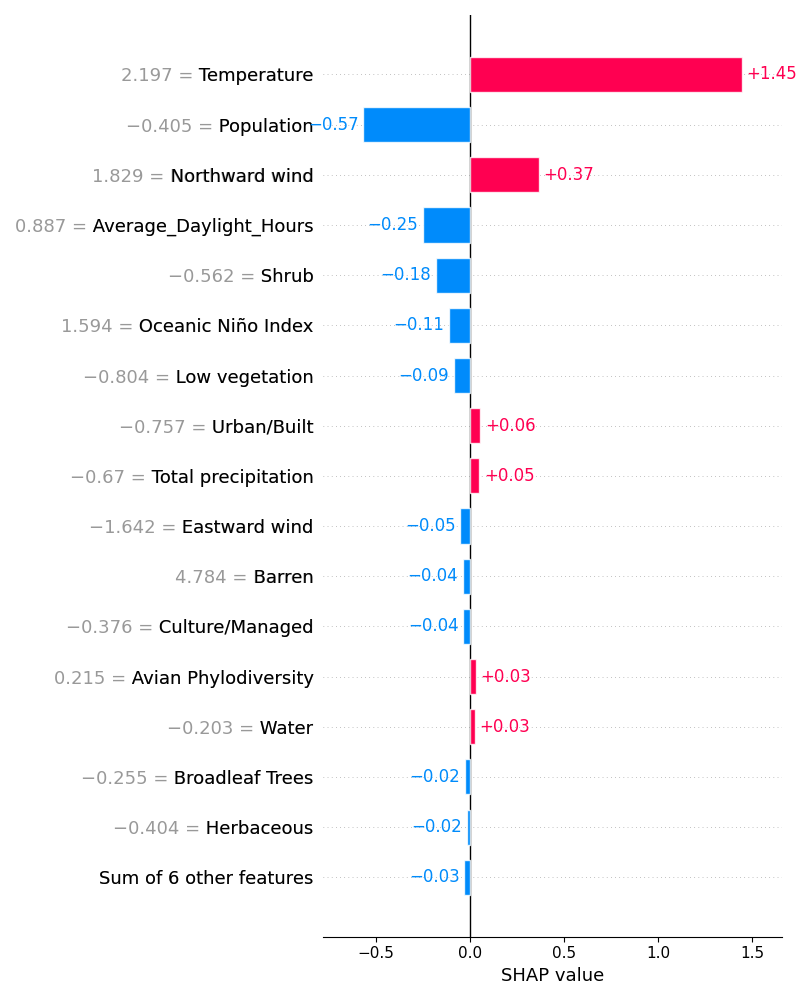 2.197 = Temperature +1.45
−0.405 = Population −0.57
1.829 = Northward wind +0.37
0.887 = Average_Daylight_Hours −0.25
−0.562 = Shrub −0.18
1.594 = Oceanic Niño Index −0.11
−0.804 = Low vegetation −0.09
−0.757 = Urban/Built +0.06
−0.67 = Total precipitation +0.05
−1.642 = Eastward wind −0.05
4.784 = Barren −0.04
−0.376 = Culture/Managed −0.04
0.215 = Avian Phylodiversity +0.03
−0.203 = Water +0.03
−0.255 = Broadleaf Trees −0.02
−0.404 = Herbaceous −0.02
Sum of 6 other features −0.03
−0.5 0.0 0.5 1.0 1.5
SHAP value